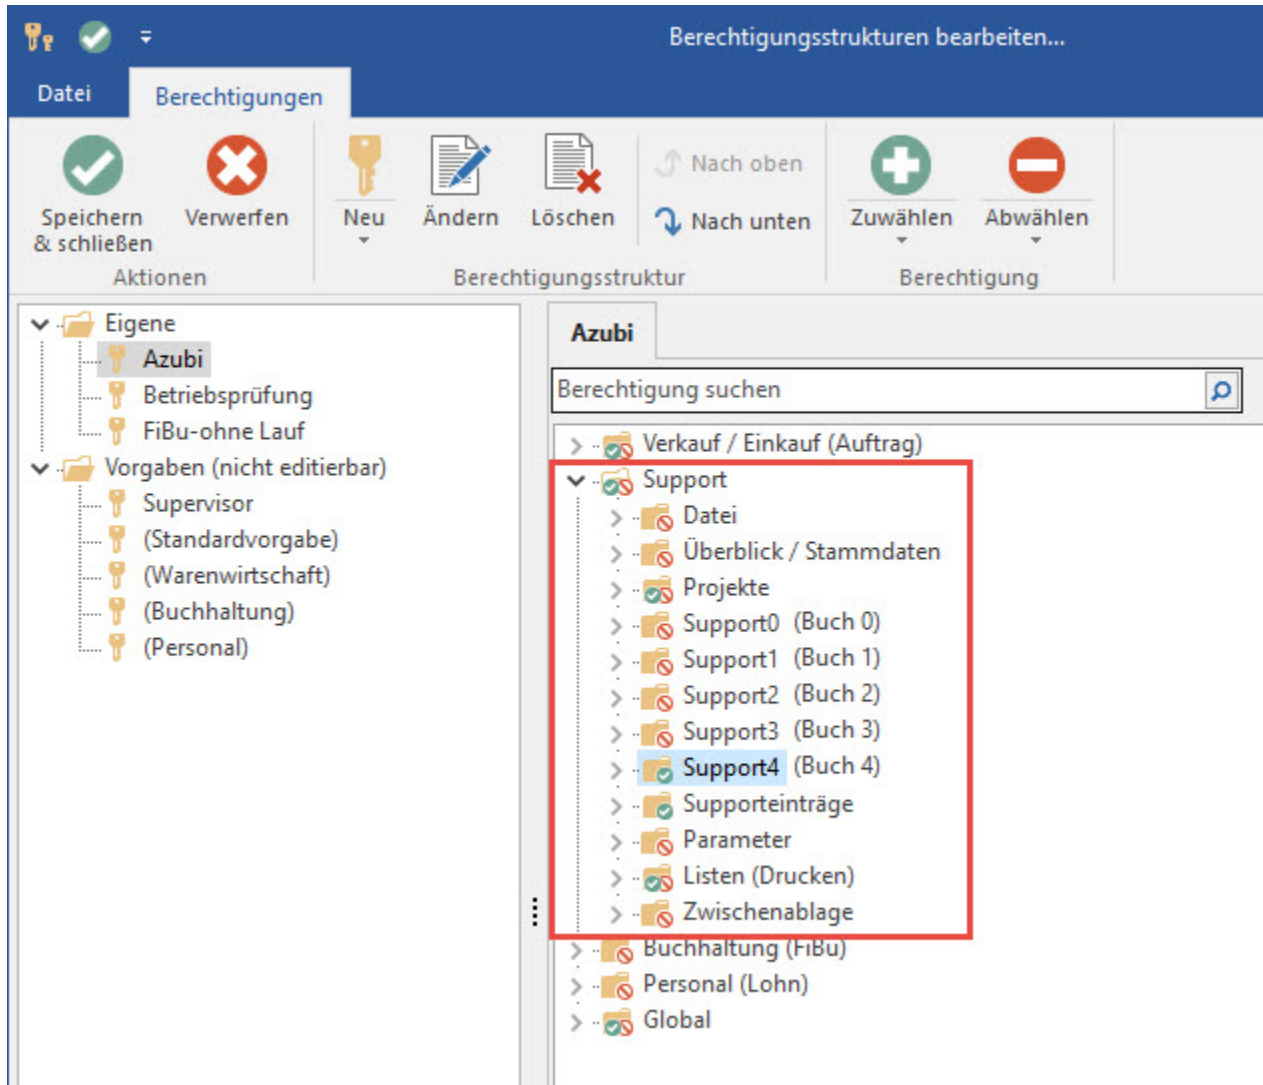 Berechtigungsstrukturen bearbeiten...
Datei
Berechtigungen
Speichern & schließen
Verwerfen
Neu
Ändern
Löschen
Nach oben
Nach unten
Zuwählen
Abwählen
Aktionen
Berechtigungsstruktur
Berechtigung
Eigene
Azubi
Betriebsprüfung
FiBu-ohne Lauf
Vorgaben (nicht editierbar)
Supervisor
(Standardvorgabe)
(Warenwirtschaft)
(Buchhaltung)
(Personal)
Azubi
Berechtigung suchen
Verkauf / Einkauf (Auftrag)
Support
Datei
Überblick / Stammdaten
Projekte
Support0 (Buch 0)
Support1 (Buch 1)
Support2 (Buch 2)
Support3 (Buch 3)
Support4 (Buch 4)
Supporteinträge
Parameter
Listen (Drucken)
Zwischenablage
Buchhaltung (FiBu)
Personal (Lohn)
Global